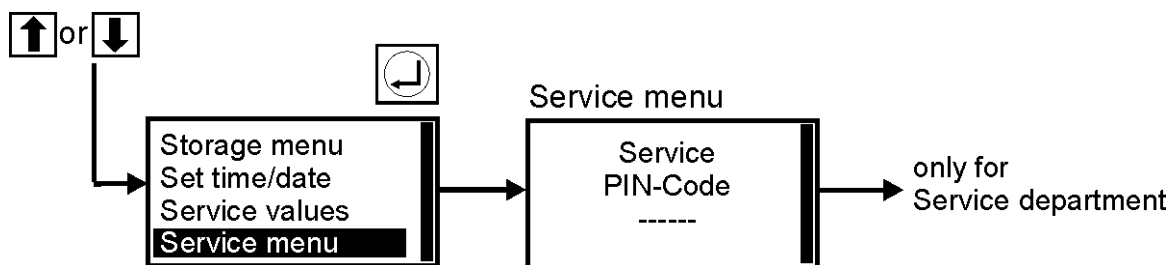 or
Service menu
Storage menu
Set time/date
Service values
Service menu
Service
PIN-Code
------
only for
Service department